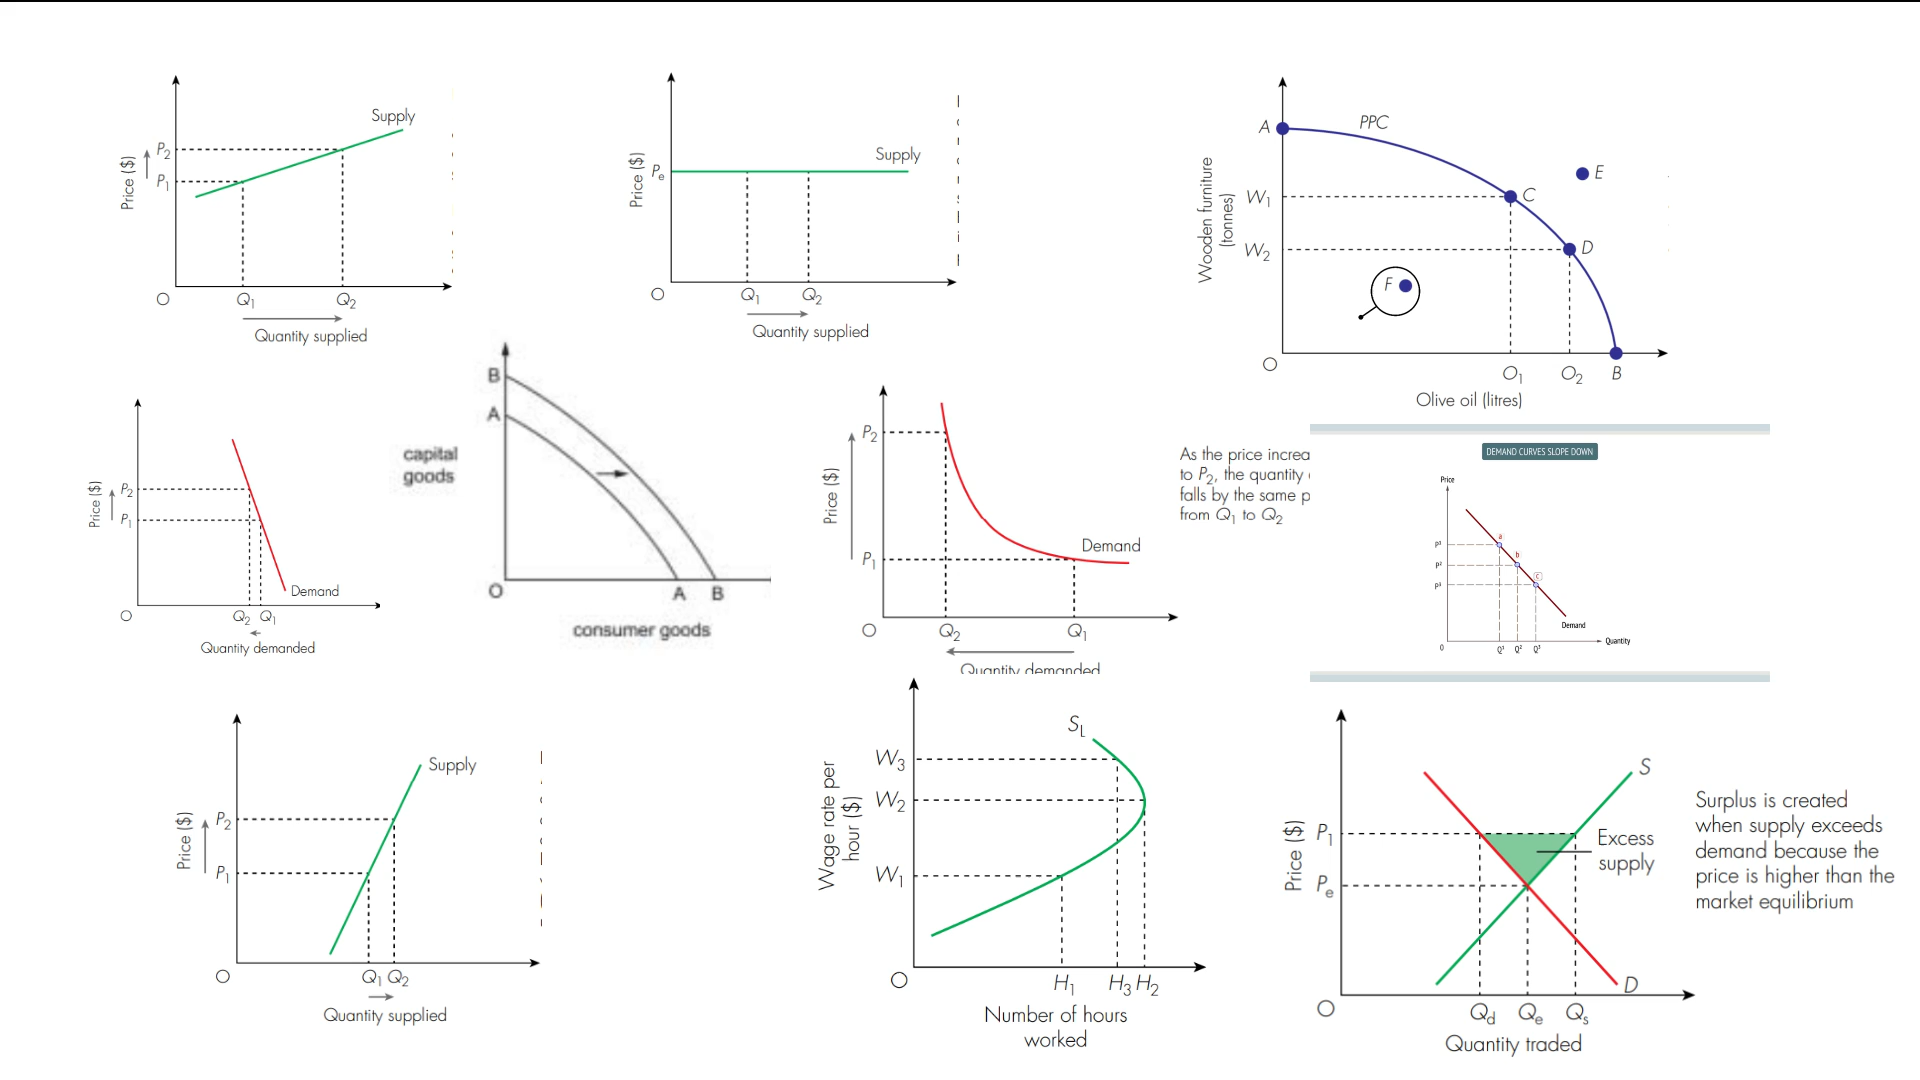 Supply
Price ($)
P2
P1
O
Q1
Q2
Quantity supplied
Supply
Price ($)
Pe
O
Q1
Q2
Quantity supplied
A
PPC
E
W1
C
W2
D
F
Wooden furniture
(tonnes)
O
O1
O2
B
Olive oil (litres)
Price ($)
P2
P1
Demand
O
Q2
Q1
Quantity demanded
B
A
capital
goods
O
A
B
consumer goods
P2
Price ($)
P1
Demand
O
Q2
Q1
Quantity demanded
As the price increa
to P2, the quantity
falls by the same p
from Q1 to Q2
DEMAND CURVES SLOPE DOWN
Price
a
b
c
Demand
Quantity
0
Supply
Price ($)
P2
P1
O
Q1
Q2
Quantity supplied
SL
W3
W2
W1
Wage rate per
hour ($)
O
H1
H3
H2
Number of hours
worked
S
P1
Excess
supply
Pe
Price ($)
D
O
Qd
Qe
Qs
Quantity traded
Surplus is created
when supply exceeds
demand because the
price is higher than the
market equilibrium